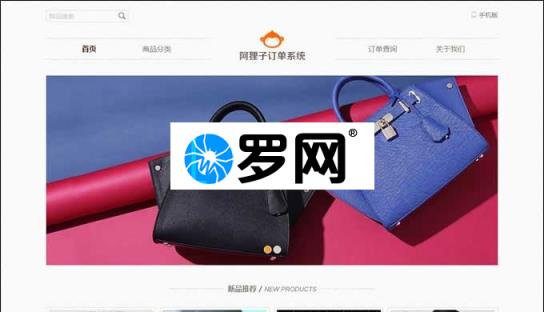 商品搜索
手机版
首页
商品分类
阿狸子订单系统
订单查询
关于我们
罗网®
新品推荐 / NEW PRODUCTS